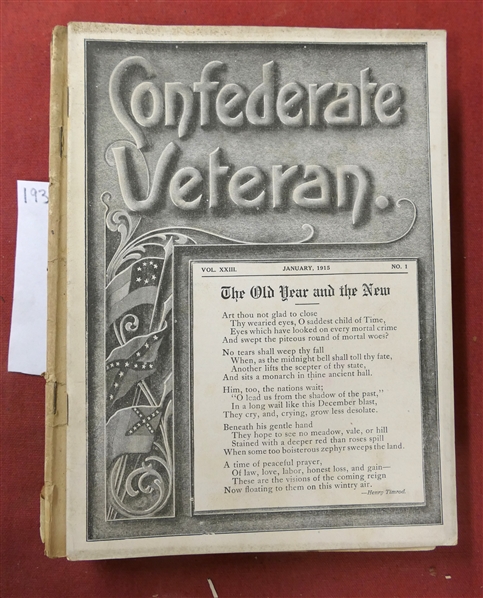 193
Confederate
Veteran.
VOL. XXIII. JANUARY, 1915 NO. 1
The Old Year and the New
Art thou not glad to close
Thy wearied eyes, O saddest child of Time,
Eyes which have looked on every mortal crime
And swept the piteous round of mortal woes?
No tears shall weep thy fall
When, as the midnight bell shall toll thy fate,
Another lifts the scepter of thy state,
And sits a monarch in thine ancient hall.
Him, too, the nations wait;
"O lead us from the shadow of the past,"
In a long wail like this December blast,
They cry, and, crying, grow less desolate.
Beneath his gentle hand
They hope to see no meadow, vale, or hill
Stained with a deeper red than roses spill
When some too boisterous zephyr sweeps the land.
A time of peaceful prayer,
Of law, love, labor, honest loss, and gain—
These are the visions of the coming reign
Now floating to them on this wintry air.
—Henry Timrod.